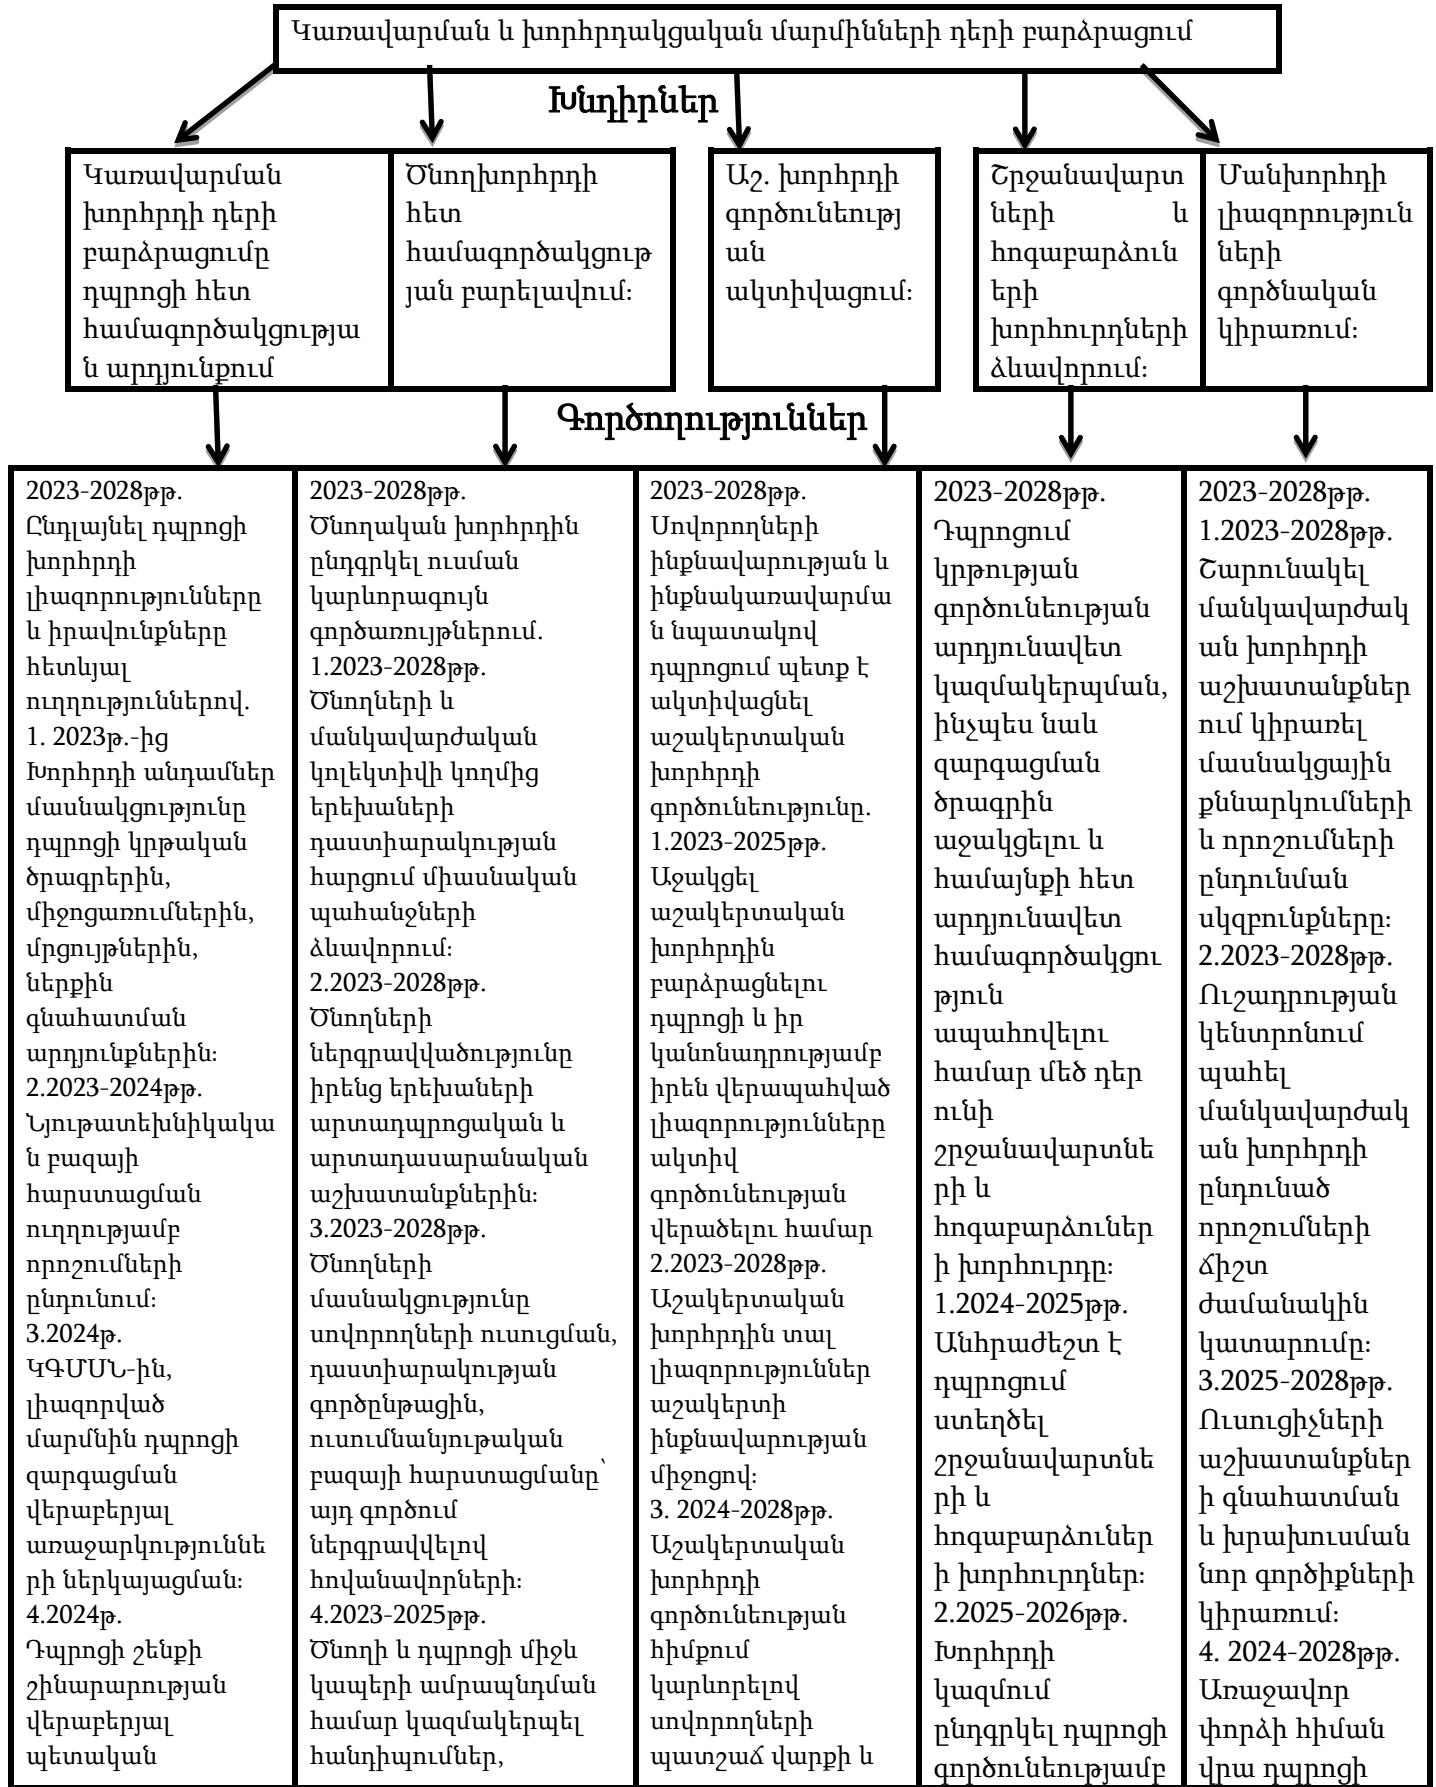 Կառավարման և խորհրդակցական մարմինների դերի բարձրացում
Խնդիրներ
Կառավարման
խորհրդի դերի
բարձրացումը
դպրոցի հետ
համագործակցությա
ն արդյունքում
Ծնողխորհրդի
հետ
համագործակցութ
յան բարելավում։
Աշ. խորհրդի
գործունեությ
ան
ակտիվացում։
Շրջանավարտ
ների և
հոգաբարձուն
երի
խորհուրդների
ձևավորում։
Մանխորհդի
լիազորություն
ների
գործնական
կիրառում։
Գործողություններ
2023-2028թթ.
Ընդլայնել դպրոցի
խորհրդի
լիազորությունները
և իրավունքները
հետևյալ
ուղղություններով.
1. 2023թ.-ից
Խորհրդի անդամներ
մասնակցությունը
դպրոցի կրթական
ծրագրերին,
միջոցառումներին,
մրցույթներին,
ներքին
գնահատման
արդյունքներին։
2.2023-2024թթ.
Նյութատեխնիկակա
ն բազայի
հարստացման
ուղղությամբ
որոշումների
ընդունում։
3.2024թ.
ԿԳՄՍՆ-ին,
լիազորված
մարմնին դպրոցի
զարգացման
վերաբերյալ
առաջարկություննե
րի ներկայացման։
4.2024թ.
Դպրոցի շենքի
շինարարության
վերաբերյալ
պետական
2023-2028թթ.
Ծնողական խորհրդին
ընդգրկել ուսման
կարևորագույն
գործառույթներում.
1.2023-2028թթ.
Ծնողների և
մանկավարժական
կոլեկտիվի կողմից
երեխաների
դաստիարակության
հարցում միասնական
պահանջների
ձևավորում։
2.2023-2028թթ.
Ծնողների
ներգրավվածությունը
իրենց երեխաների
արտադպրոցական և
արտադասարանական
աշխատանքներին։
3.2023-2028թթ.
Ծնողների
մասնակցությունը
սովորողների ուսուցման,
դաստիարակության
գործընթացին,
ուսումնանյութական
բազայի հարստացմանը՝
այդ գործում
ներգրավվելով
հովանավորների։
4.2023-2025թթ.
Ծնողի և դպրոցի միջև
կապերի ամրապնդման
համար կազմակերպել
հանդիպումներ,
2023-2028թթ.
Սովորողների
ինքնավարության և
ինքնակառավարմա
ն նպատակով
դպրոցում պետք է
ակտիվացնել
աշակերտական
խորհրդի
գործունեությունը.
1.2023-2025թթ.
Աջակցել
աշակերտական
խորհրդին
բարձրացնելու
դպրոցի և իր
կանոնադրությամբ
իրեն վերապահված
լիազորությունները
ակտիվ
գործունեության
վերածելու համար
2.2023-2028թթ.
Աշակերտական
խորհրդին տալ
լիազորություններ
աշակերտի
ինքնավարության
միջոցով։
3. 2024-2028թթ.
Աշակերտական
խորհրդի
գործունեության
հիմքում
կարևորելով
սովորողների
պատշաճ վարքի և
2023-2028թթ.
Դպրոցում
կրթության
գործունեության
արդյունավետ
կազմակերպման,
ինչպես նաև
զարգացման
ծրագրին
աջակցելու և
համայնքի հետ
արդյունավետ
համագործակցու
թյուն
ապահովելու
համար մեծ դեր
ունի
շրջանավարտնե
րի և
հոգաբարձուներ
ի խորհուրդը։
1.2024-2025թթ.
Անհրաժեշտ է
դպրոցում
ստեղծել
շրջանավարտնե
րի և
հոգաբարձուներ
ի խորհուրդներ։
2.2025-2026թթ.
Խորհրդի
կազմում
ընդգրկել դպրոցի
գործունեությամբ
2023-2028թթ.
1.2023-2028թթ.
Շարունակել
մանկավարժակ
ան խորհրդի
աշխատանքներ
ում կիրառել
մասնակցային
քննարկումների
և որոշումների
ընդունման
սկզբունքները։
2.2023-2028թթ.
Ուշադրության
կենտրոնում
պահել
մանկավարժակ
ան խորհրդի
ընդունած
որոշումների
ճիշտ
ժամանակին
կատարումը։
3.2025-2028թթ.
Ուսուցիչների
աշխատանքներ
ի գնահատման
և խրախուսման
նոր գործիքների
կիրառում։
4. 2024-2028թթ.
Առաջավոր
փորձի հիման
վրա դպրոցի